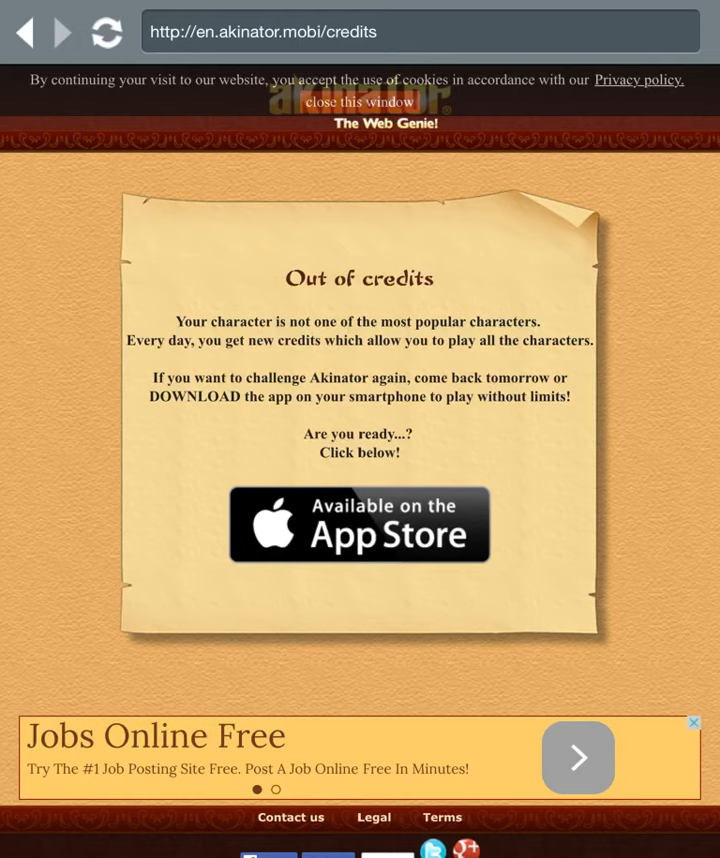 http://en.akinator.mobi/credits
By continuing your visit to our website, you accept the use of cookies in accordance with our Privacy policy.
close this window
akinator®
The Web Genie!
Out of credits
Your character is not one of the most popular characters.
Every day, you get new credits which allow you to play all the characters.
If you want to challenge Akinator again, come back tomorrow or
DOWNLOAD the app on your smartphone to play without limits!
Are you ready...?
Click below!
Available on the
App Store
Jobs Online Free
Try The #1 Job Posting Site Free. Post A Job Online Free In Minutes!
Contact us Legal Terms